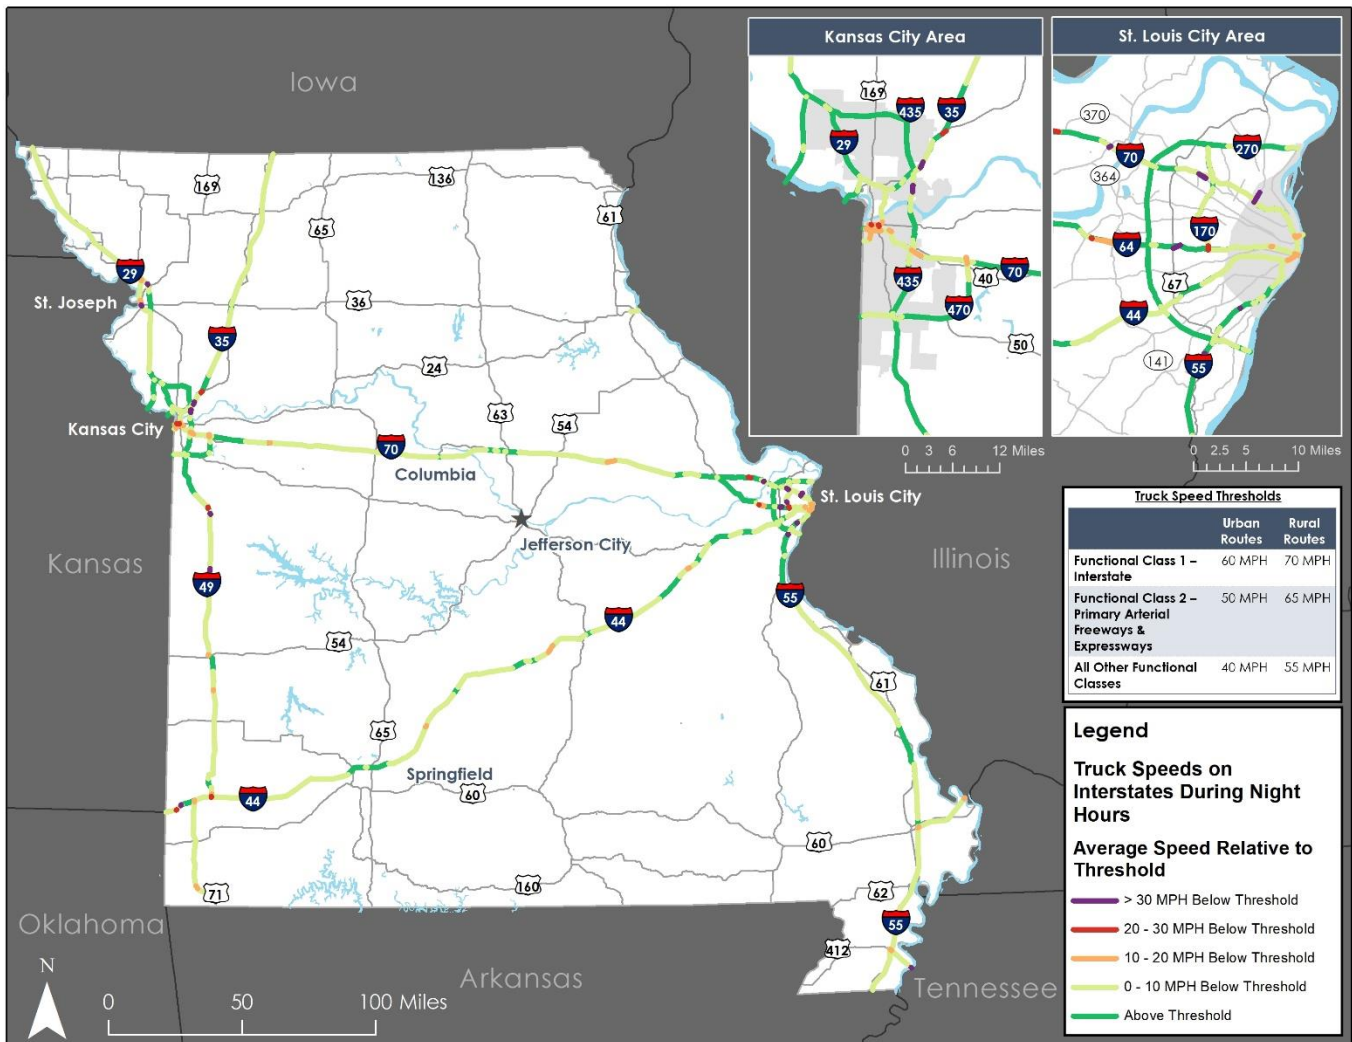 Kansas City Area
St. Louis City Area
Iowa
169
435
35
29
435
70
40
470
50
370
70
270
364
170
64
67
44
141
55
0 3 6 12 Miles
0 2.5 5 10 Miles
169
136
65
61
29
St. Joseph
36
35
24
63
54
Kansas City
70
Columbia
St. Louis City
Jefferson City
Kansas
Illinois
49
55
44
54
61
65
Springfield
44
60
60
71
160
62
55
412
Oklahoma
Arkansas
Tennessee
N
0 50 100 Miles
Truck Speed Thresholds
Urban Routes
Rural Routes
Functional Class 1 –
Interstate
60 MPH 70 MPH
Functional Class 2 –
Primary Arterial
Freeways &
Expressways
50 MPH 65 MPH
All Other Functional
Classes
40 MPH 55 MPH
Legend
Truck Speeds on
Interstates During Night
Hours
Average Speed Relative to
Threshold
> 30 MPH Below Threshold
20 - 30 MPH Below Threshold
10 - 20 MPH Below Threshold
0 - 10 MPH Below Threshold
Above Threshold